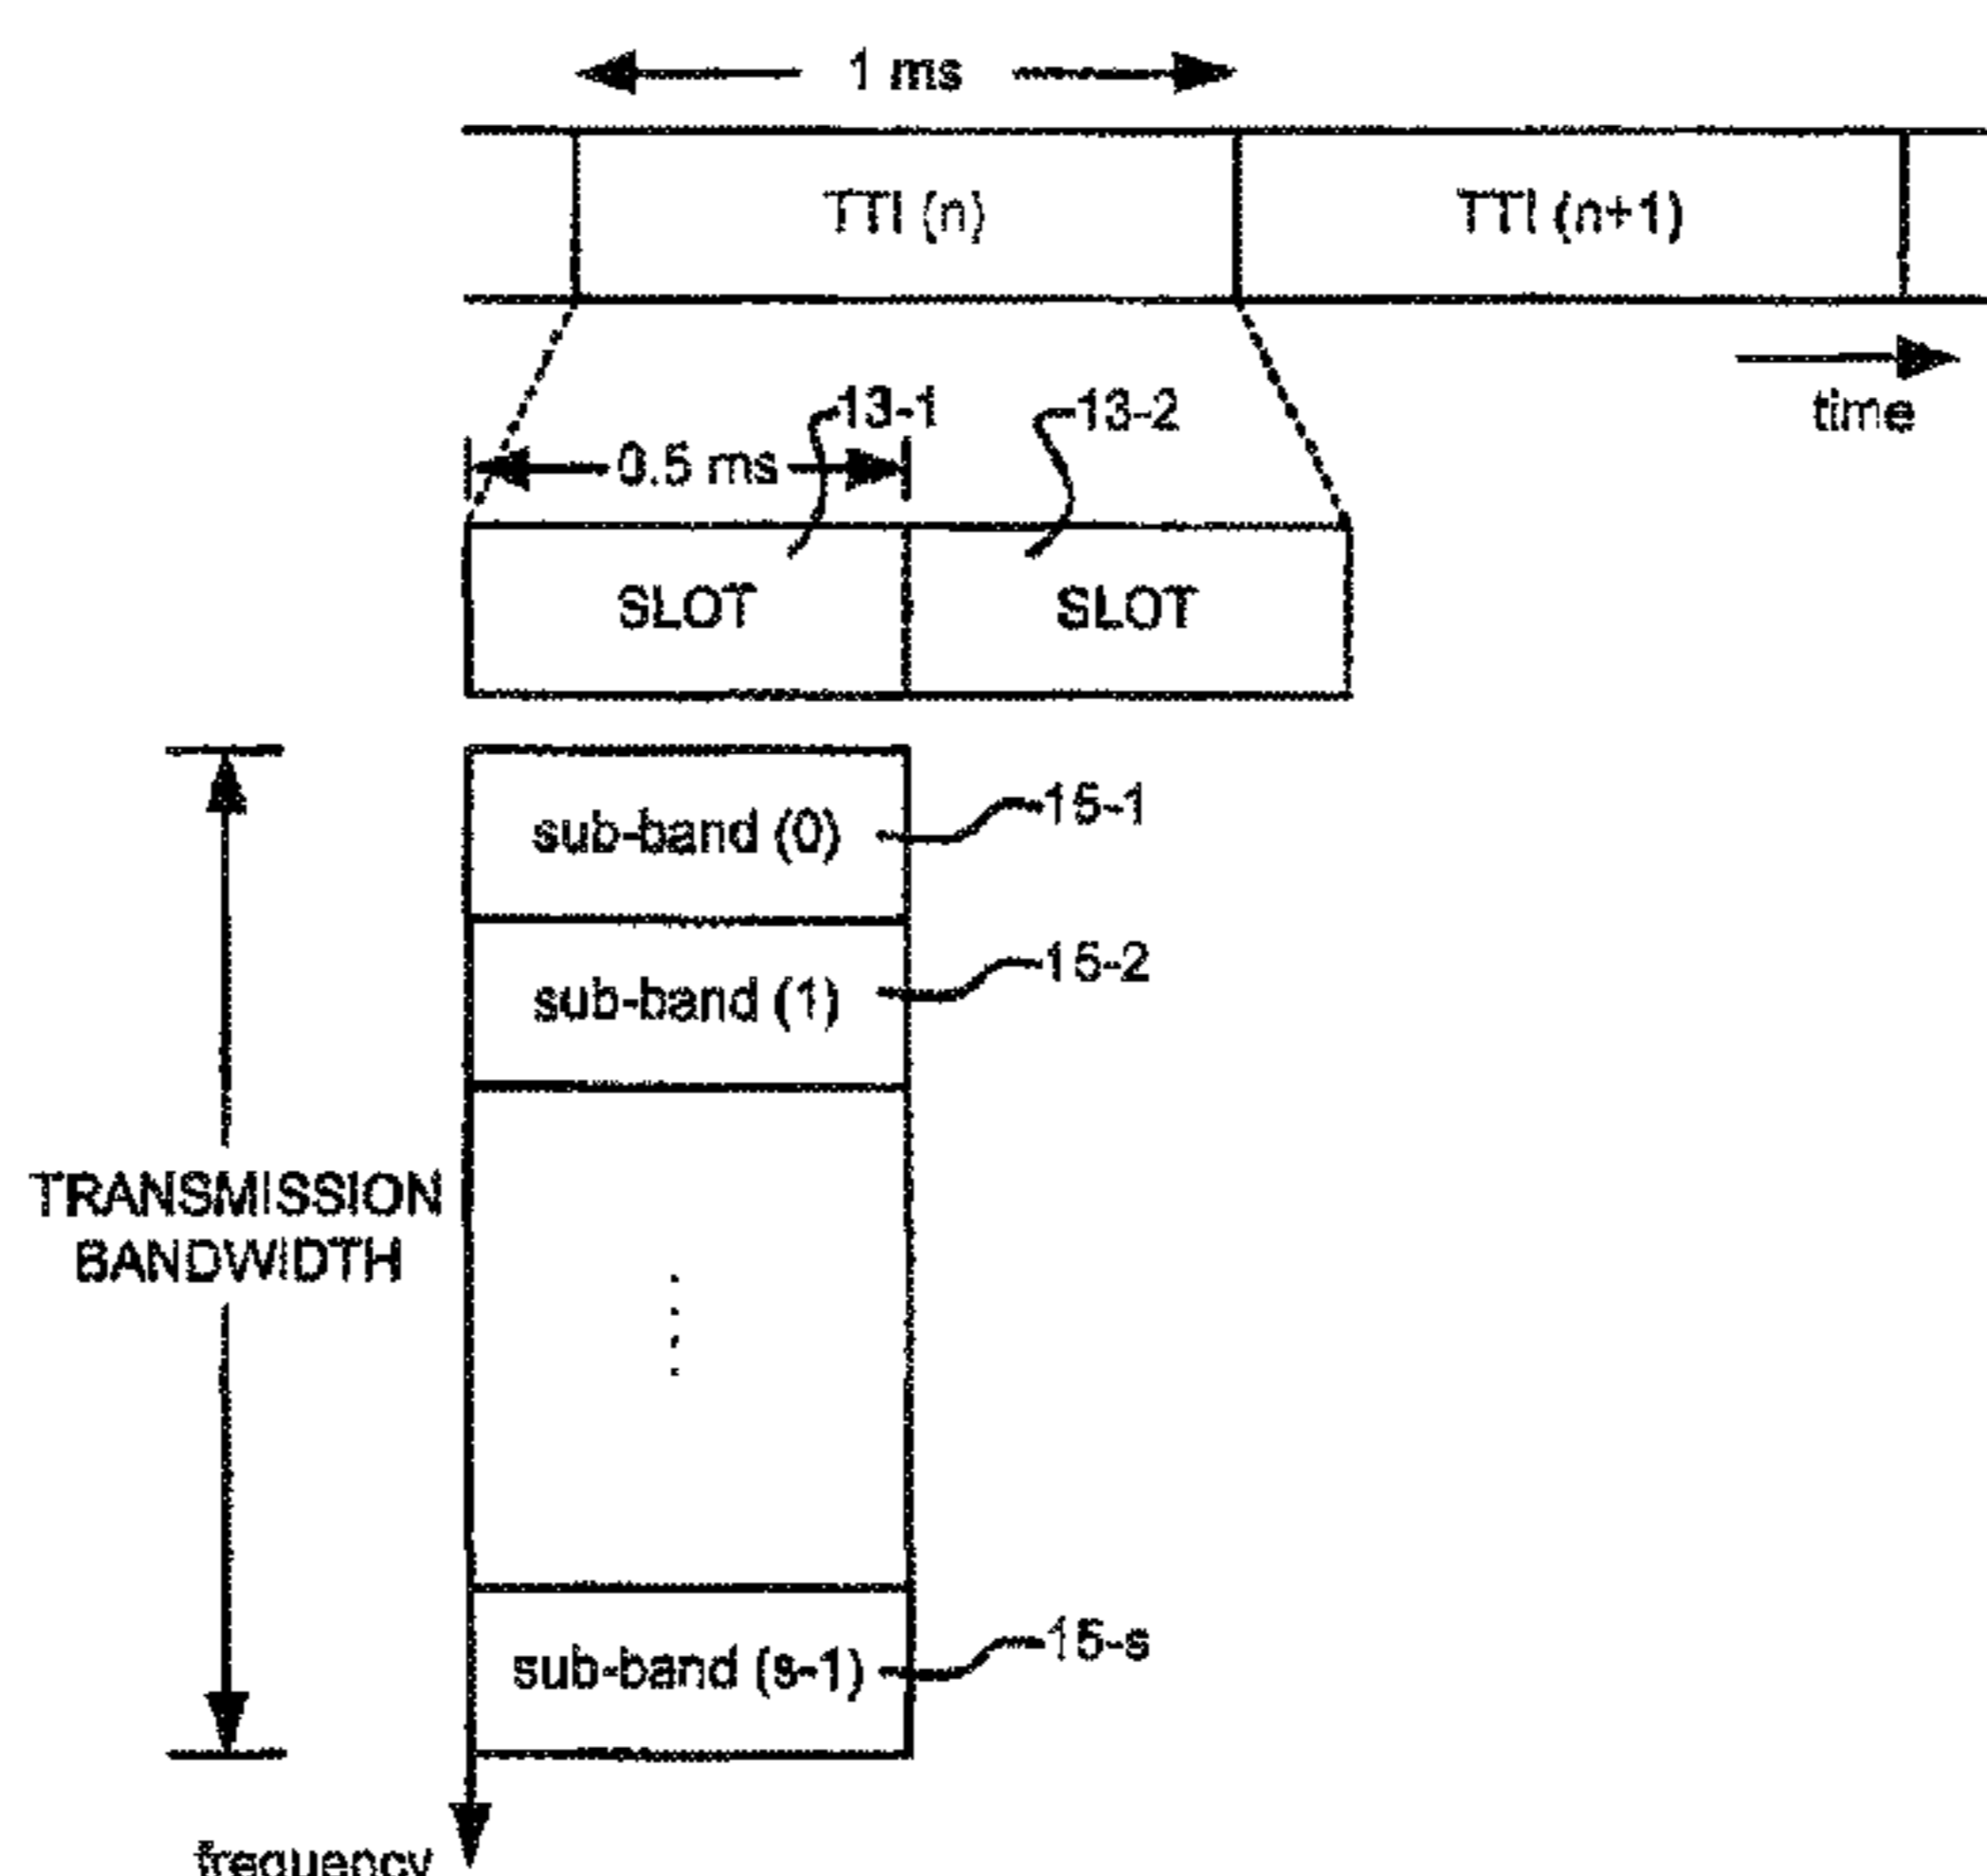 1 ms
TTI (n)
TTI (n+1)
time
13-1
13-2
0.5 ms
SLOT
SLOT
sub-band (0)
15-1
sub-band (1)
15-2
TRANSMISSION
BANDWIDTH
sub-band (s-1)
15-s
frequency